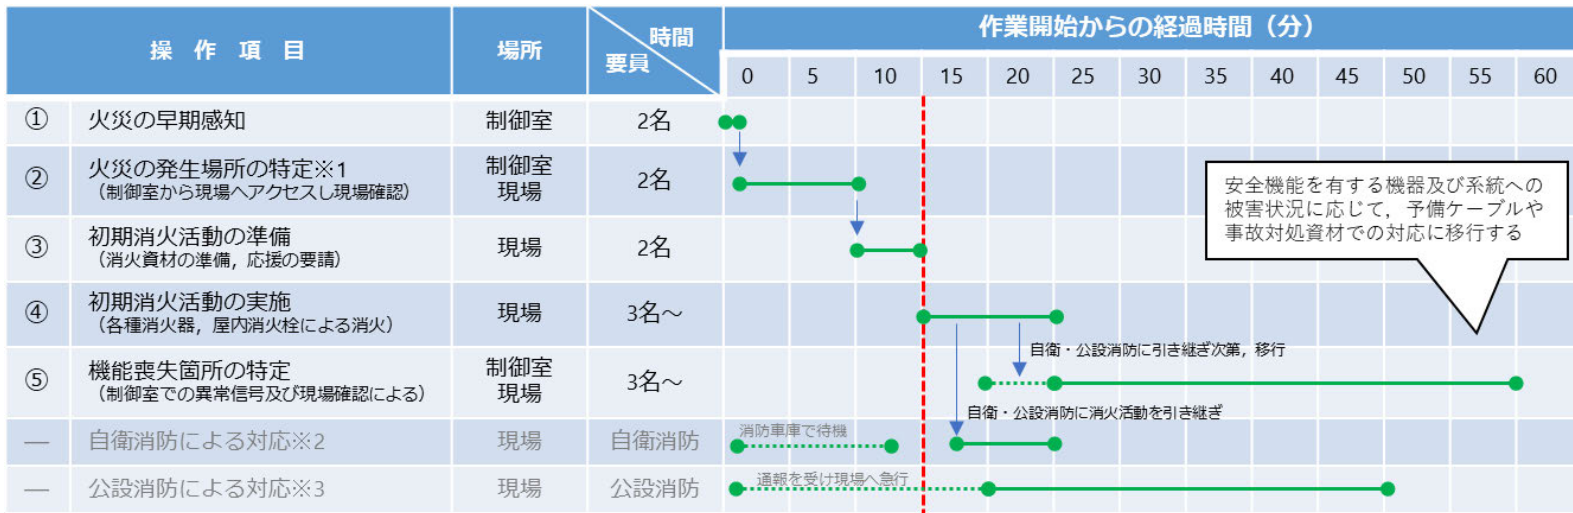 操 作 項 目
場所
時間
要員
作業開始からの経過時間（分）
0 5 10 15 20 25 30 35 40 45 50 55 60
① 火災の早期感知 制御室 2名
② 火災の発生場所の特定※1
（制御室から現場へアクセスし現場確認）
制御室
現場
2名
安全機能を有する機器及び系統への
被害状況に応じて，予備ケーブルや
事故対処資材での対応に移行する
③ 初期消火活動の準備
（消火資材の準備，応援の要請）
現場 2名
④ 初期消火活動の実施
（各種消火器，屋内消火栓による消火）
現場 3名～
自衛・公設消防に引き継ぎ次第，移行
⑤ 機能喪失箇所の特定
（制御室での異常信号及び現場確認による）
制御室
現場
3名～
自衛・公設消防に消火活動を引き継ぎ
― 自衛消防による対応※2 現場 自衛消防
消防車庫で待機
― 公設消防による対応※3 現場 公設消防
通報を受け現場へ急行